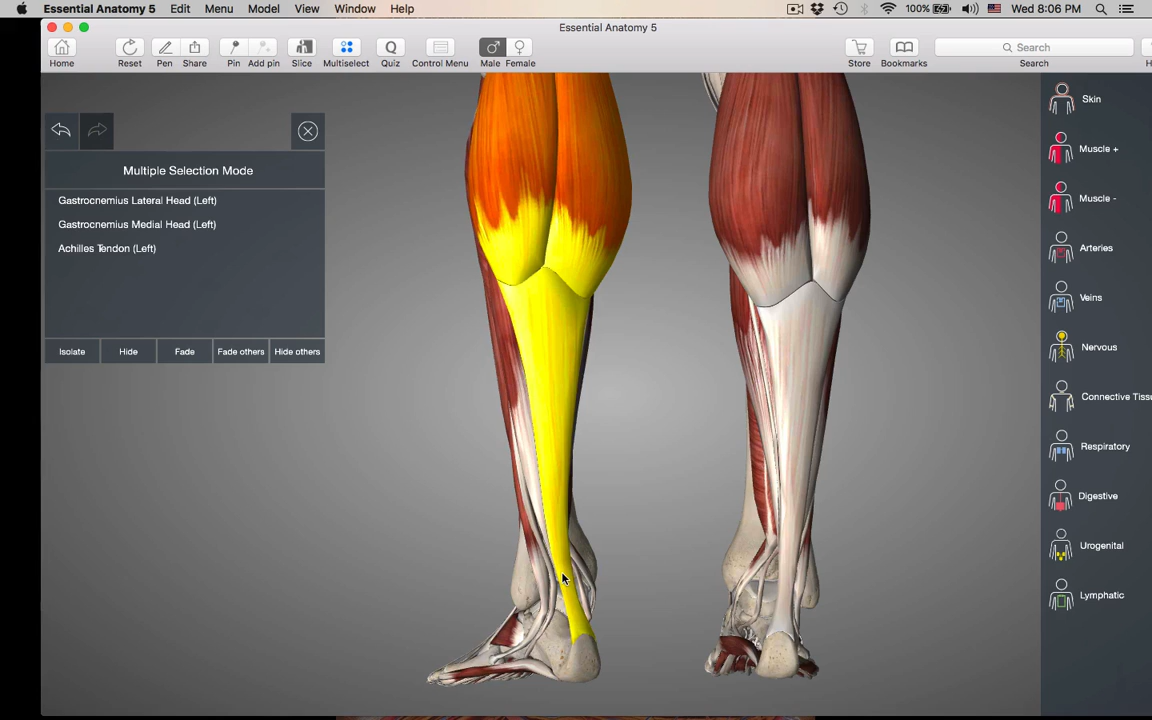 Essential Anatomy 5 Edit Menu Model View Window Help 100% Wed 8:06 PM
Essential Anatomy 5
Home Reset Pen Share Pin Add pin Slice Multiselect Q Quiz Control Menu Male Female Store Bookmarks Search Search H
Multiple Selection Mode
Gastrocnemius Lateral Head (Left)
Gastrocnemius Medial Head (Left)
Achilles Tendon (Left)
Isolate Hide Fade Fade others Hide others
Skin
Muscle +
Muscle -
Arteries
Veins
Nervous
Connective Tissu
Respiratory
Digestive
Urogenital
Lymphatic